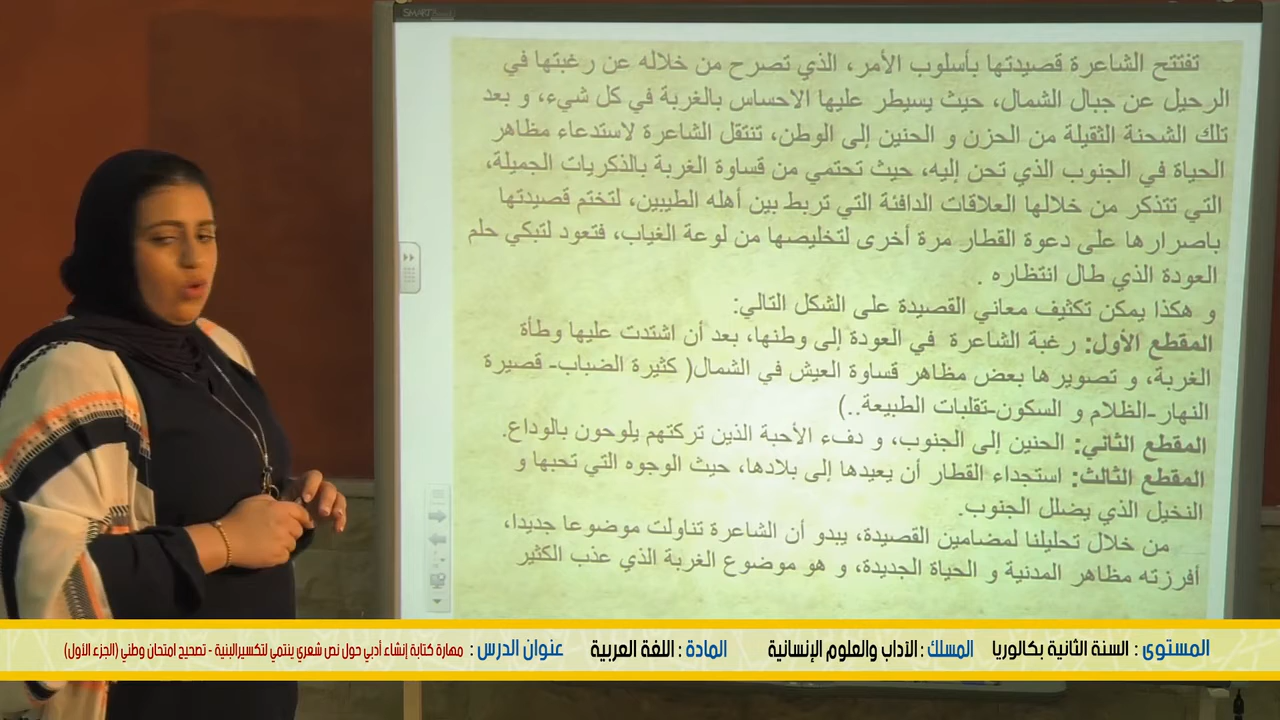 SMART
تفتتح الشاعرة قصيدتها بأسلوب الأمر، الذي تصرح من خلاله عن رغبتها في
الرحيل عن جبال الشمال، حيث يسيطر عليها الاحساس بالغربة في كل شيء، و بعد
تلك الشحنة الثقيلة من الحزن و الحنين إلى الوطن، تنتقل الشاعرة لاستدعاء مظاهر
الحياة في الجنوب الذي تحن إليه، حيث تحتمي من قساوة الغربة بالذكريات الجميلة،
التي تتذكر من خلالها العلاقات الدافئة التي تربط بين أهله الطيبين، لتختم قصيدتها
باصرارها على دعوة القطار مرة أخرى لتخليصها من لوعة الغياب، فتعود لتبكي حلم
العودة الذي طال انتظاره .
و هكذا يمكن تكثيف معاني القصيدة على الشكل التالي:
المقطع الأول: رغبة الشاعرة في العودة إلى وطنها، بعد أن اشتدت عليها وطأة
الغربة، و تصويرها بعض مظاهر قساوة العيش في الشمال( كثيرة الضباب- قصيرة
النهار-الظلام و السكون-تقلبات الطبيعة..)
المقطع الثاني: الحنين إلى الجنوب، و دفء الأحبة الذين تركتهم يلوحون بالوداع.
المقطع الثالث: استجداء القطار أن يعيدها إلى بلادها، حيث الوجوه التي تحبها و
النخيل الذي يضلل الجنوب.
من خلال تحليلنا لمضامين القصيدة، يبدو أن الشاعرة تناولت موضوعا جديدا،
أفرزته مظاهر المدنية و الحياة الجديدة، و هو موضوع الغربة الذي عذب الكثير
المستوى : السنة الثانية بكالوريا المسلك : الآداب والعلوم الإنسانية المادة : اللغة العربية عنوان الدرس : مهارة كتابة إنشاء أدبي حول نص شعري ينتمي لتكسيرالبنية - تصحيح امتحان وطني (الجزء الأول)